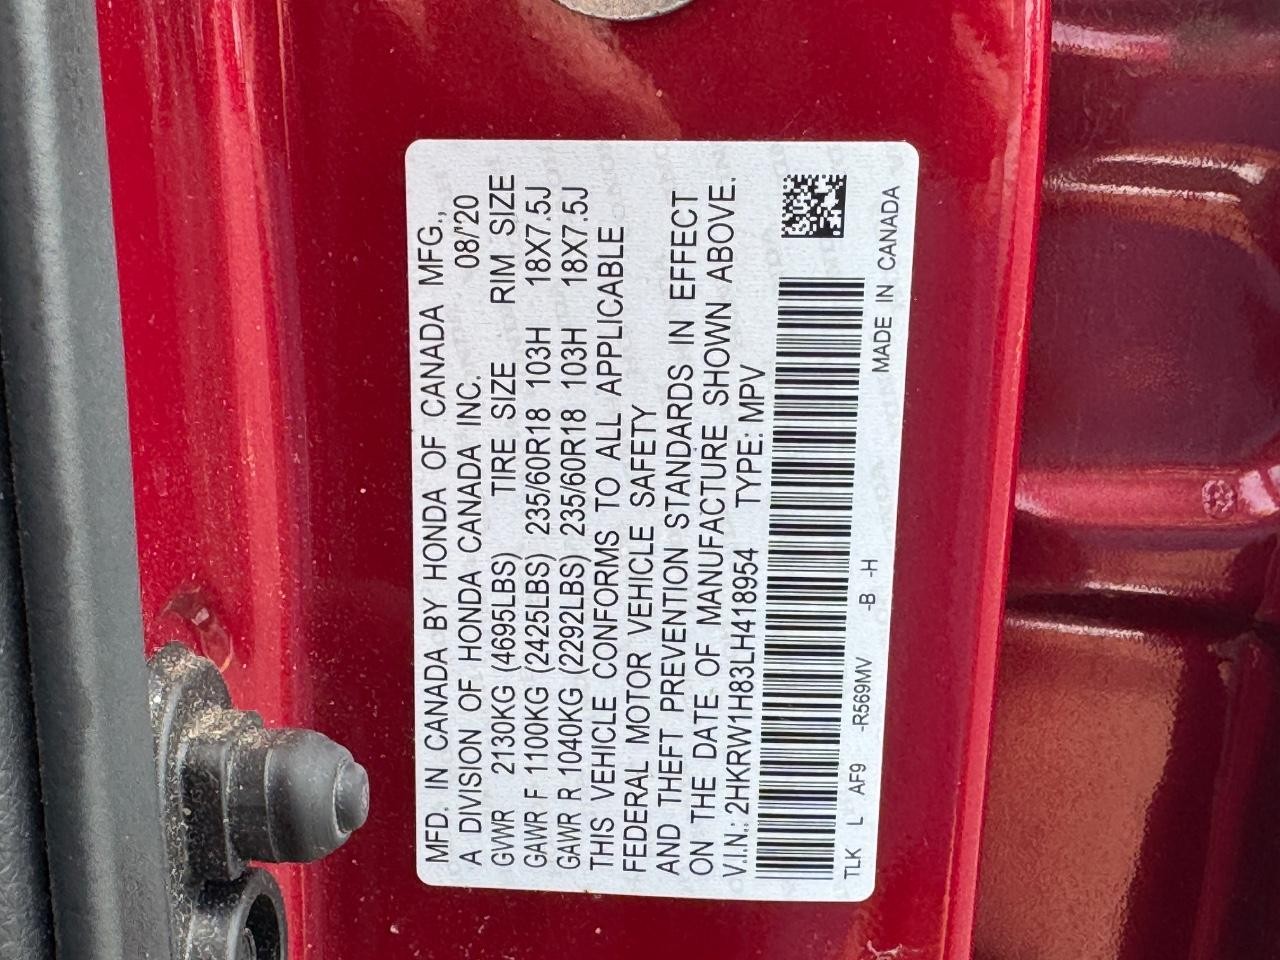 MFD. IN CANADA BY HONDA OF CANADA MFG.,
A DIVISION OF HONDA CANADA INC. 08/'20
GVWR 2130KG (4695LBS) TIRE SIZE RIM SIZE
GAWR F 1100KG (2425LBS) 235/60R18 103H 18X7.5J
GAWR R 1040KG (2292LBS) 235/60R18 103H 18X7.5J
THIS VEHICLE CONFORMS TO ALL APPLICABLE
FEDERAL MOTOR VEHICLE SAFETY
AND THEFT PREVENTION STANDARDS IN EFFECT
ON THE DATE OF MANUFACTURE SHOWN ABOVE.
V.I.N.: 2HKRW1H83LH418954 TYPE: MPV
TLK L AF9 -R569MV -B -H MADE IN CANADA